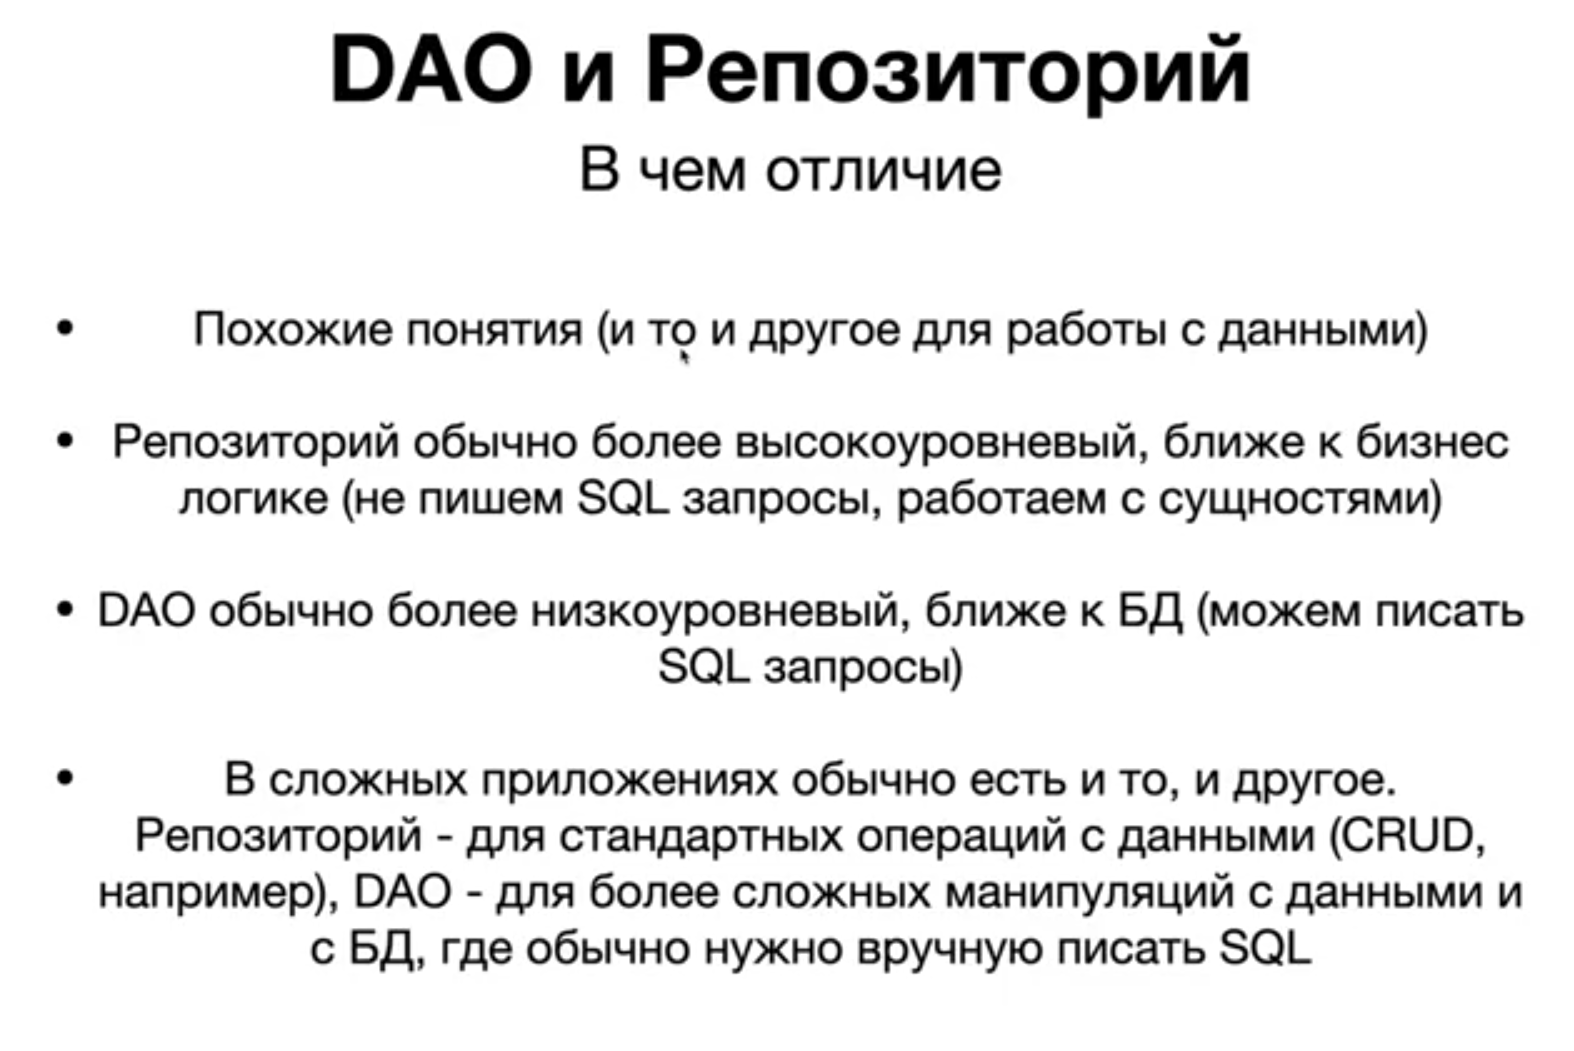 DAO и Репозиторий
В чем отличие
• Похожие понятия (и то и другое для работы с данными)
• Репозиторий обычно более высокоуровневый, ближе к бизнес
логике (не пишем SQL запросы, работаем с сущностями)
• DAO обычно более низкоуровневый, ближе к БД (можем писать
SQL запросы)
• В сложных приложениях обычно есть и то, и другое.
Репозиторий - для стандартных операций с данными (CRUD,
например), DAO - для более сложных манипуляций с данными и
с БД, где обычно нужно вручную писать SQL